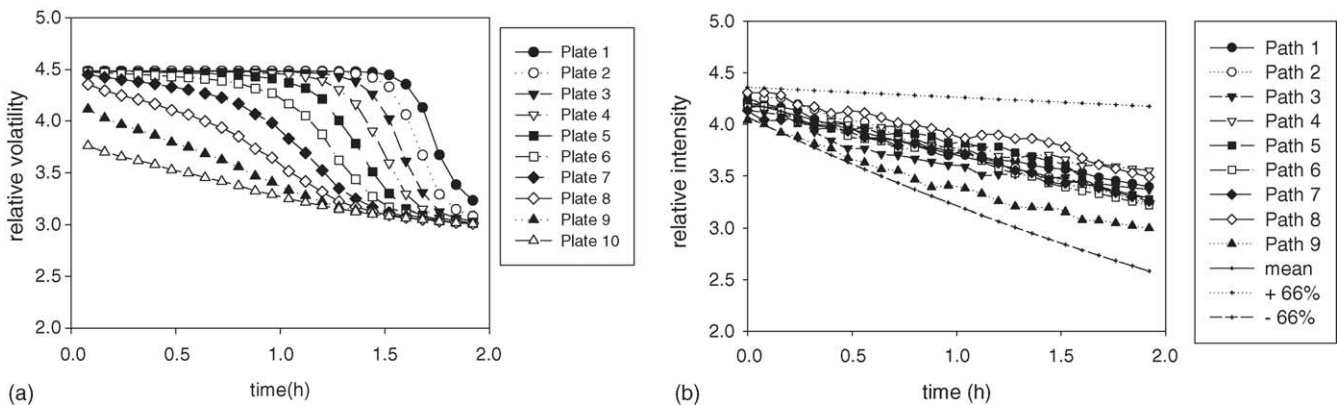 5.0
4.5
4.0
3.5
3.0
2.5
2.0
relative volatility
0.0 0.5 1.0 1.5 2.0
time(h)
(a)
Plate 1
Plate 2
Plate 3
Plate 4
Plate 5
Plate 6
Plate 7
Plate 8
Plate 9
Plate 10
5.0
4.5
4.0
3.5
3.0
2.5
2.0
relative intensity
0.0 0.5 1.0 1.5 2.0
time (h)
(b)
Path 1
Path 2
Path 3
Path 4
Path 5
Path 6
Path 7
Path 8
Path 9
mean
+ 66%
- 66%